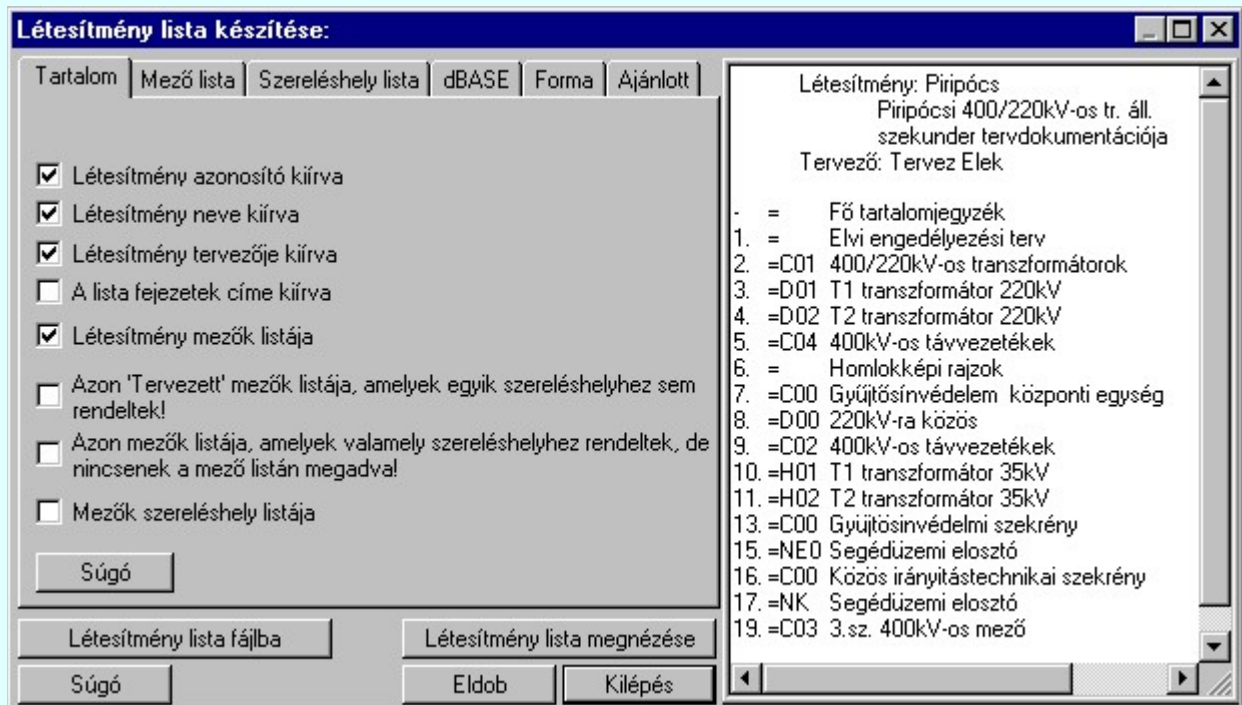 Létesítmény lista készítése:
Tartalom Mező lista Szereléshely lista dBASE Forma Ajánlott
Létesítmény azonosító kiírva
Létesítmény neve kiírva
Létesítmény tervezője kiírva
A lista fejezetek címe kiírva
Létesítmény mezők listája
Azon 'Tervezett' mezők listája, amelyek egyik szereléshelyhez sem
rendeltek!
Azon mezők listája, amelyek valamely szereléshelyhez rendeltek, de
nincsenek a mező listán megadva!
Mezők szereléshely listája
Súgó
Létesítmény lista fájlba
Létesítmény lista megnézése
Súgó
Eldob
Kilépés
Létesítmény: Piripócs
Piripócsi 400/220kV-os tr. áll.
szekunder tervdokumentációja
Tervező: Tervez Elek
- = Fő tartalomjegyzék
1. = Elvi engedélyezési terv
2. =C01 400/220kV-os transzformátorok
3. =D01 T1 transzformátor 220kV
4. =D02 T2 transzformátor 220kV
5. =C04 400kV-os távvezetékek
6. = Homlokképi rajzok
7. =C00 Gyűjtősínvédelem központi egység
8. =D00 220kV-ra közös
9. =C02 400kV-os távvezetékek
10. =H01 T1 transzformátor 35kV
11. =H02 T2 transzformátor 35kV
13. =C00 Gyüjtösinvédelmi szekrény
15. =NE0 Segédüzemi elosztó
16. =C00 Közös irányitástechnikai szekrény
17. =NK Segédüzemi elosztó
19. =C03 3.sz. 400kV-os mező